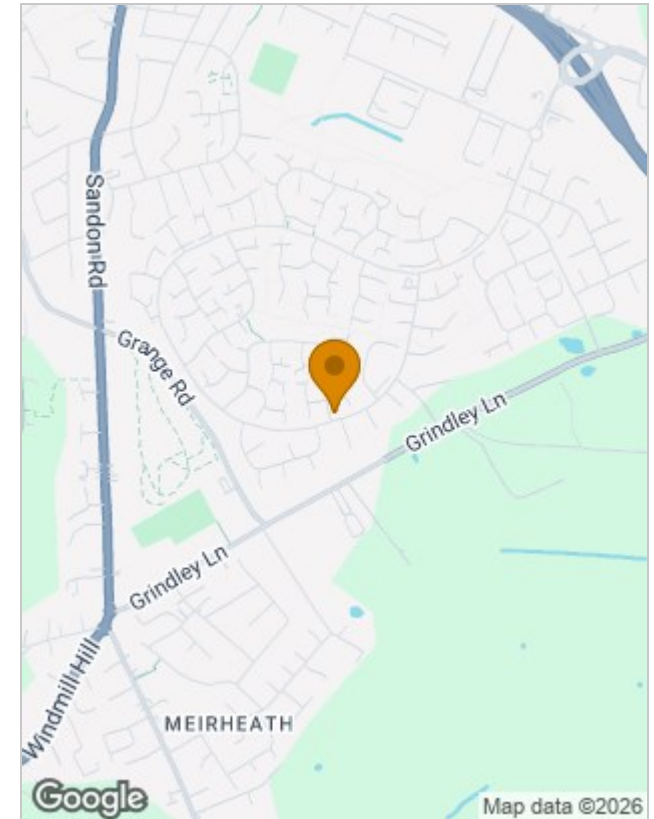 Sandon Rd
Grange Rd
Grindley Ln
Grindley Ln
Windmill Hill
MEIRHEATH
Google
Map data ©2026